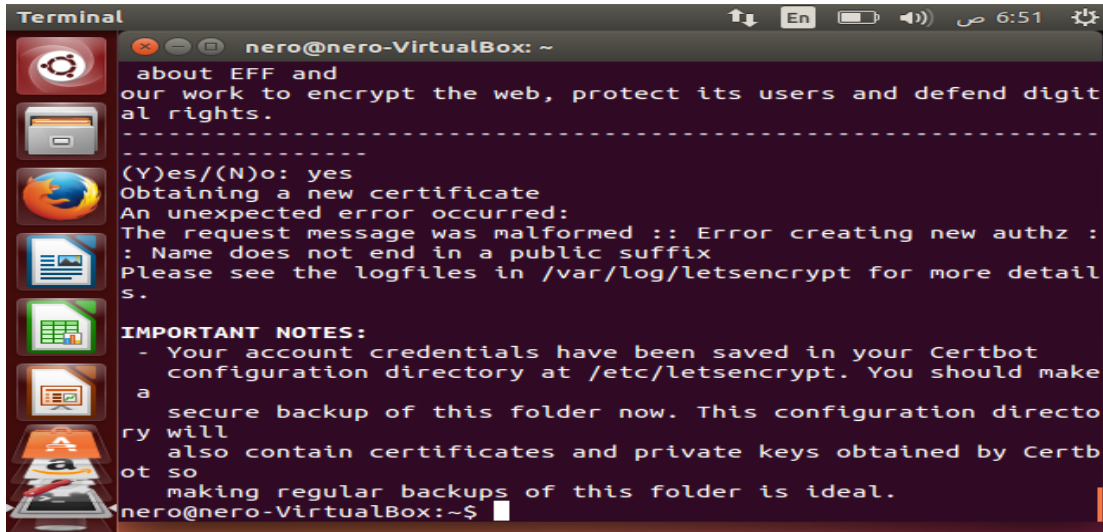 Terminal
En
6:51 ص
nero@nero-VirtualBox: ~
about EFF and
our work to encrypt the web, protect its users and defend digit
al rights.
-------------------------------------------------------------------------------
(Y)es/(N)o: yes
Obtaining a new certificate
An unexpected error occurred:
The request message was malformed :: Error creating new authz :
: Name does not end in a public suffix
Please see the logfiles in /var/log/letsencrypt for more detail
s.
IMPORTANT NOTES:
- Your account credentials have been saved in your Certbot
configuration directory at /etc/letsencrypt. You should make
a
secure backup of this folder now. This configuration directo
ry will
also contain certificates and private keys obtained by Certb
ot so
making regular backups of this folder is ideal.
nero@nero-VirtualBox:~$